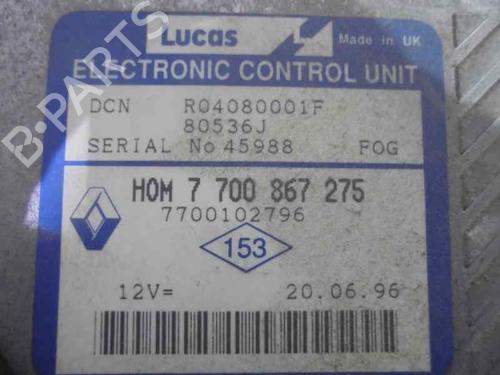 Lucas
Made in UK
ELECTRONIC CONTROL UNIT
DCN R04080001F
80536J
SERIAL No 45988 FOG
HOM 7 700 867 275
7700102796
153
12V= 20.06.96
B-PARTS